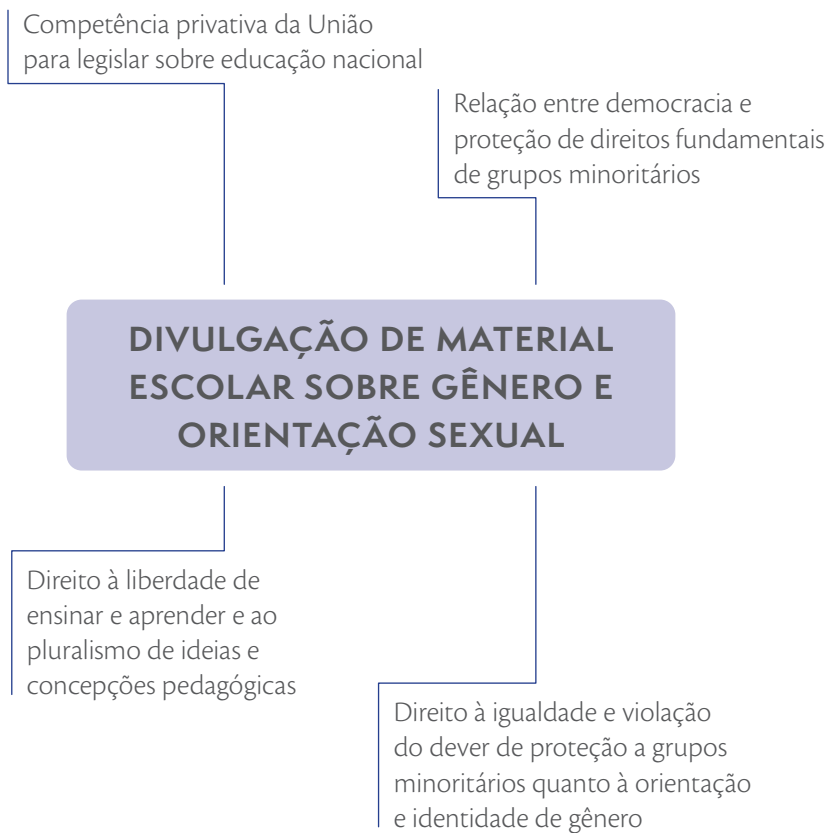 Competência privativa da União
para legislar sobre educação nacional
Relação entre democracia e
proteção de direitos fundamentais
de grupos minoritários
DIVULGAÇÃO DE MATERIAL
ESCOLAR SOBRE GÊNERO E
ORIENTAÇÃO SEXUAL
Direito à liberdade de
ensinar e aprender e ao
pluralismo de ideias e
concepções pedagógicas
Direito à igualdade e violação
do dever de proteção a grupos
minoritários quanto à orientação
e identidade de gênero